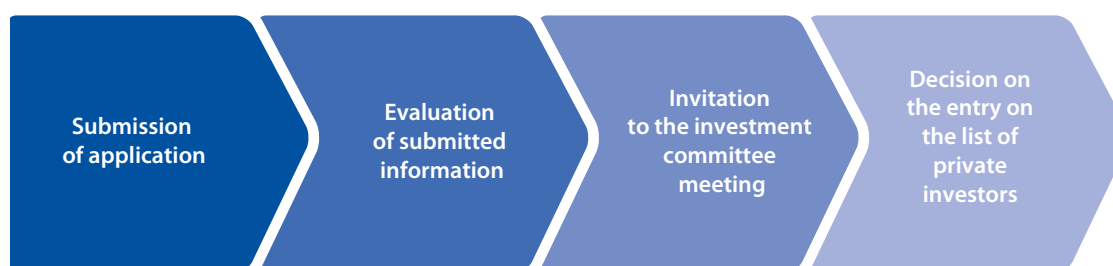 Submission
of application
Evaluation
of submitted
information
Invitation
to the investment
committee
meeting
Decision on
the entry on
the list of
private
investors